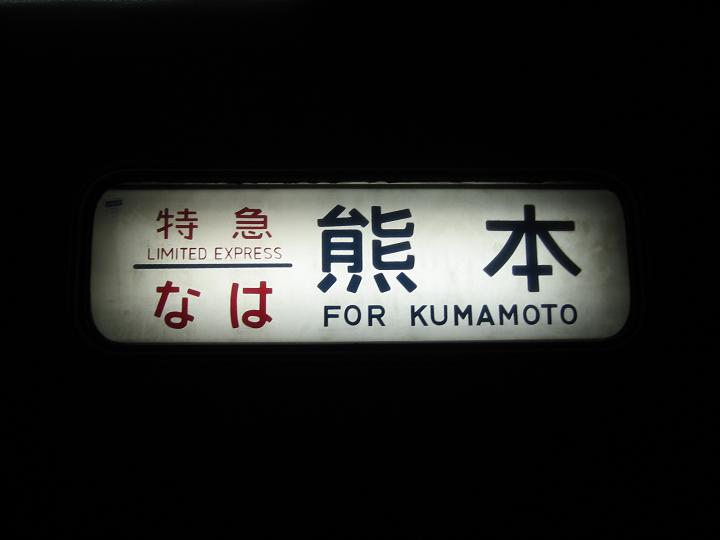 特急
LIMITED EXPRESS
なは
熊本
FOR KUMAMOTO